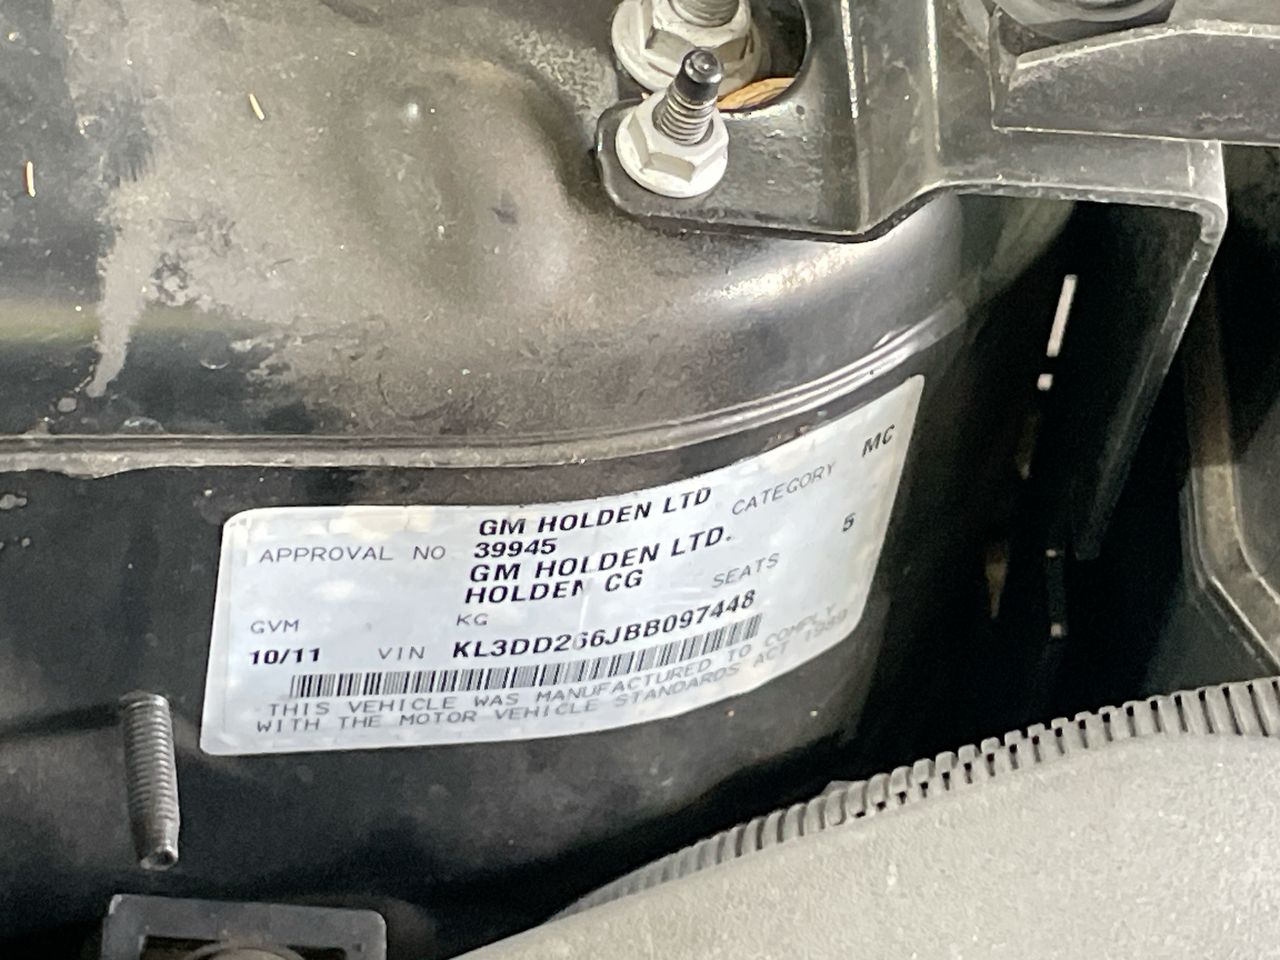 GM HOLDEN LTD CATEGORY MC
APPROVAL NO 39945
GM HOLDEN LTD.
HOLDEN CG SEATS 5
GVM KG
10/11 VIN KL3DD266JBB097448
THIS VEHICLE WAS MANUFACTURED TO COMPLY
WITH THE MOTOR VEHICLE STANDARDS ACT 1989